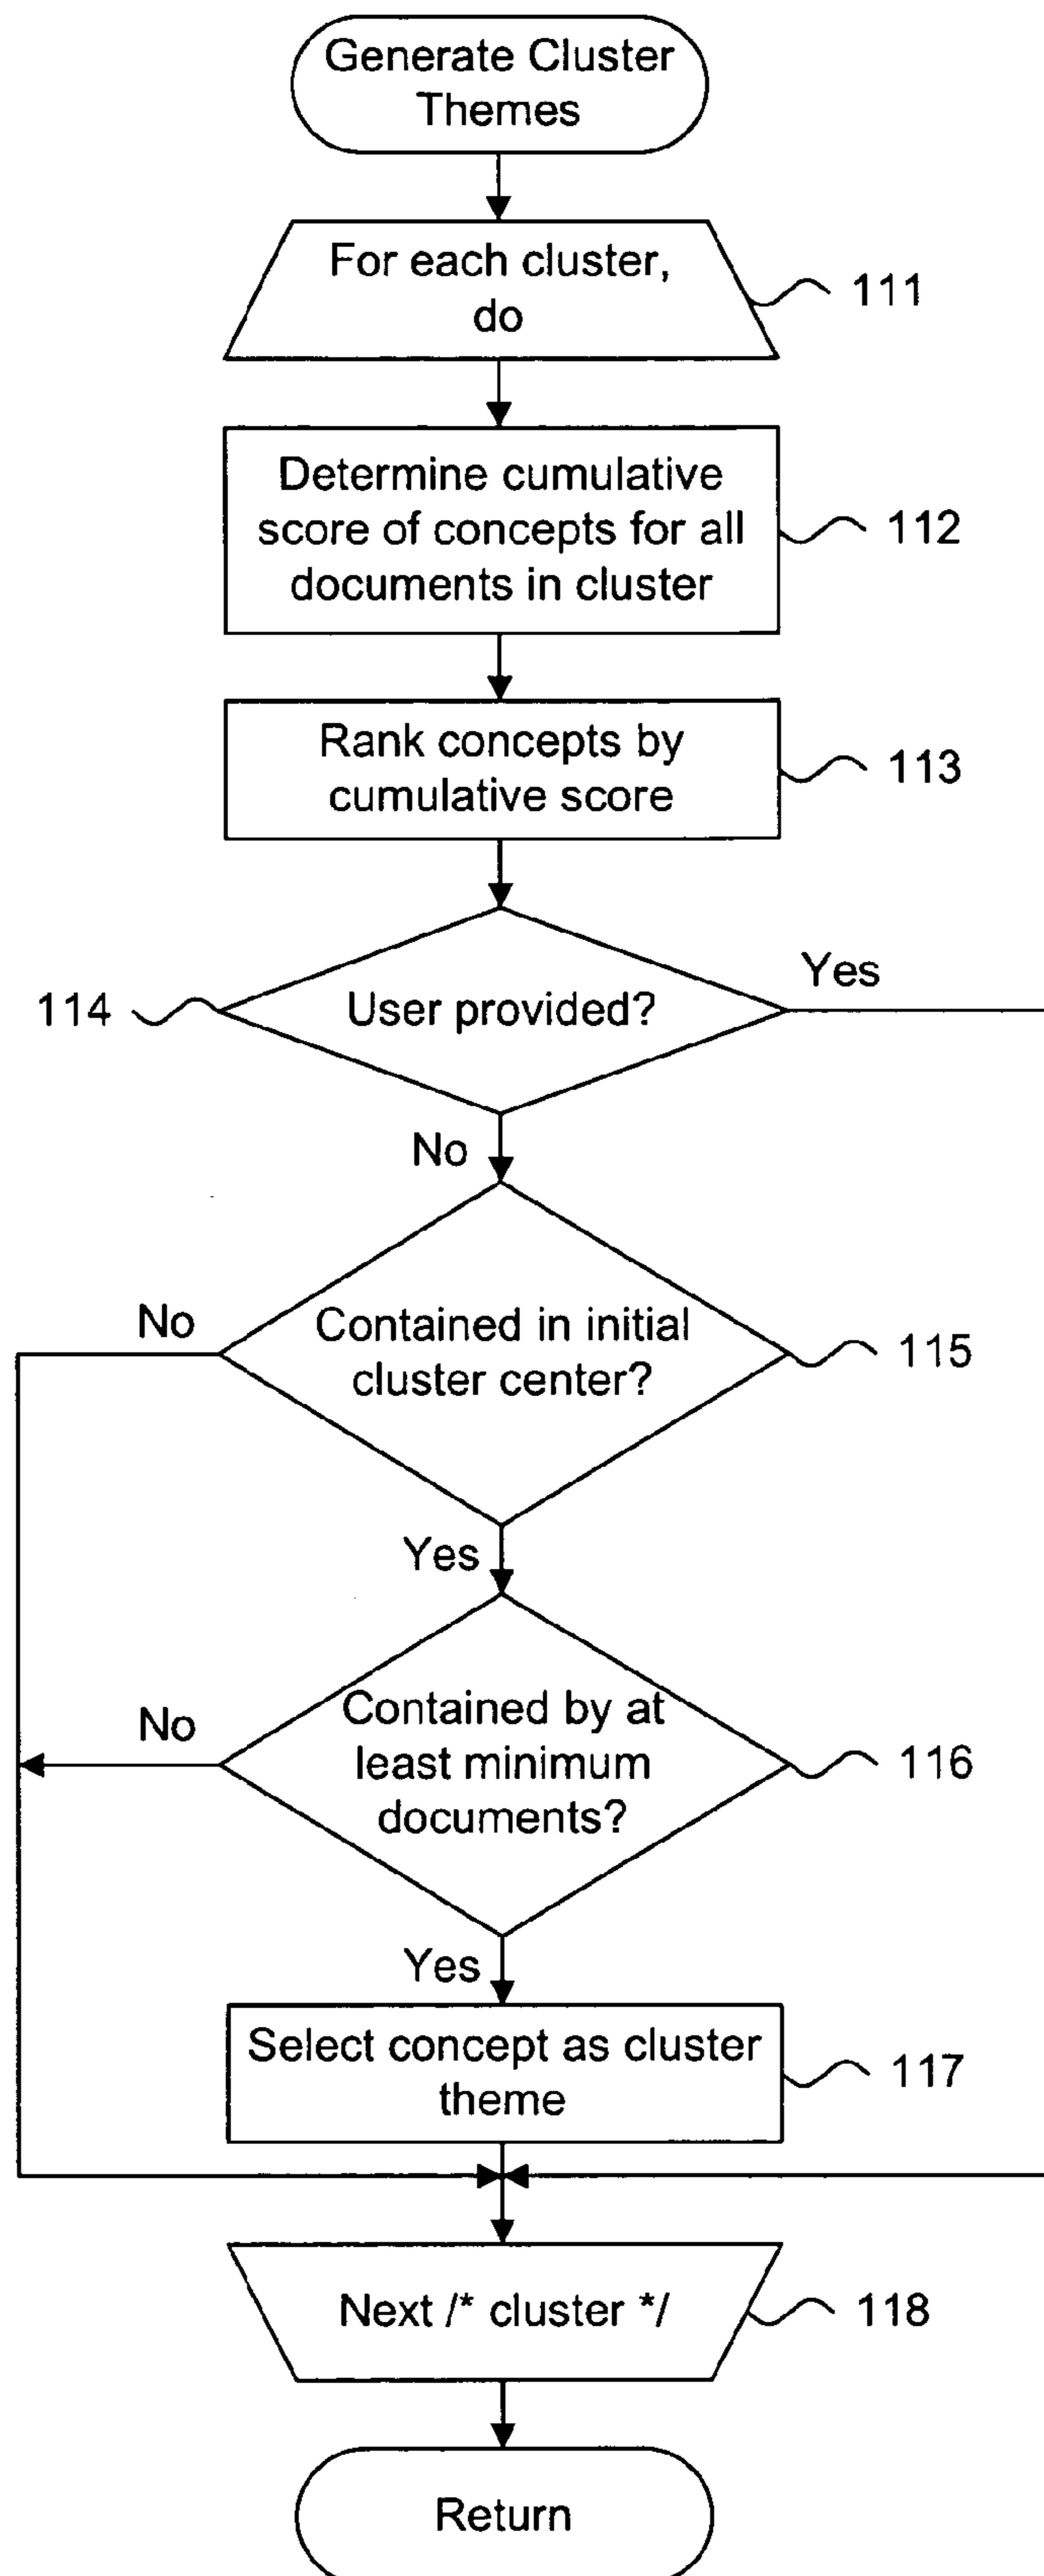 Generate Cluster
Themes
For each cluster,
do
111
Determine cumulative
score of concepts for all
documents in cluster
112
Rank concepts by
cumulative score
113
114
User provided?
Yes
No
Contained in initial
cluster center?
No
115
Yes
Contained by at
least minimum
documents?
No
116
Yes
Select concept as cluster
theme
117
Next /* cluster */
118
Return